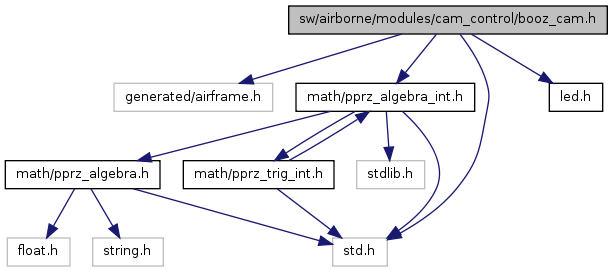 sw/airborne/modules/cam_control/booz_cam.h
generated/airframe.h
math/pprz_algebra_int.h
led.h
math/pprz_algebra.h
math/pprz_trig_int.h
stdlib.h
float.h
string.h
std.h